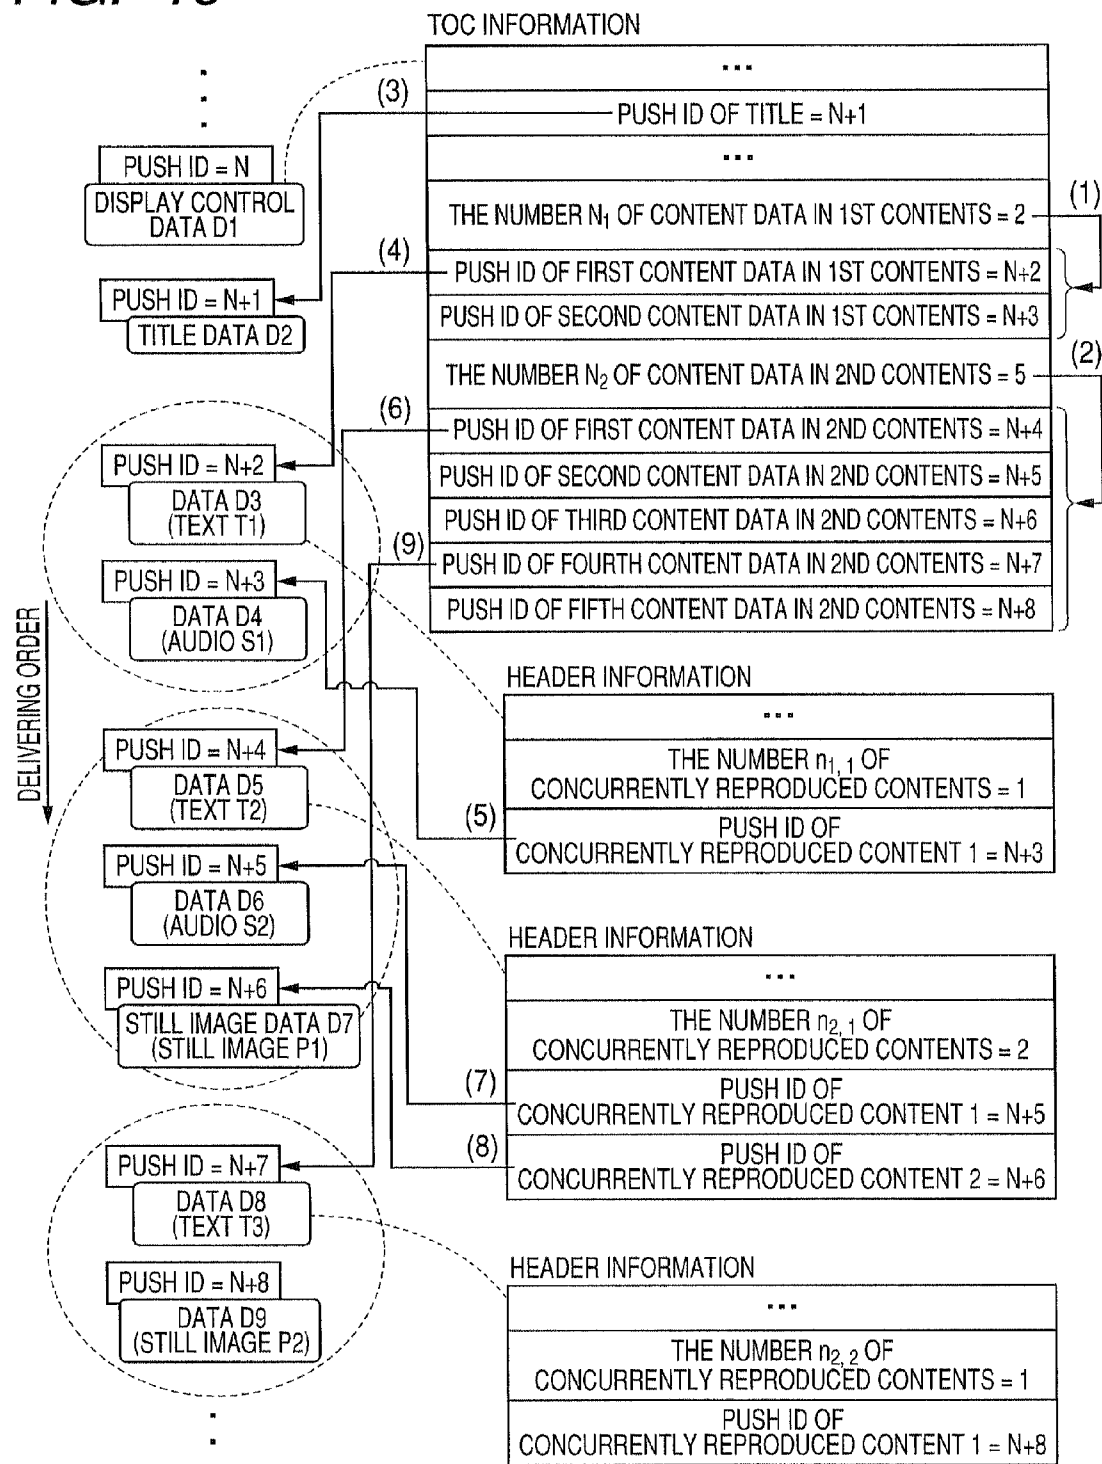 TOC INFORMATION
...
(3)
PUSH ID OF TITLE = N+1
...
PUSH ID = N
DISPLAY CONTROL
DATA D1
THE NUMBER N1 OF CONTENT DATA IN 1ST CONTENTS = 2
(1)
(4)
PUSH ID OF FIRST CONTENT DATA IN 1ST CONTENTS = N+2
PUSH ID = N+1
TITLE DATA D2
PUSH ID OF SECOND CONTENT DATA IN 1ST CONTENTS = N+3
THE NUMBER N2 OF CONTENT DATA IN 2ND CONTENTS = 5
(2)
(6)
PUSH ID OF FIRST CONTENT DATA IN 2ND CONTENTS = N+4
PUSH ID OF SECOND CONTENT DATA IN 2ND CONTENTS = N+5
PUSH ID OF THIRD CONTENT DATA IN 2ND CONTENTS = N+6
(9)
PUSH ID OF FOURTH CONTENT DATA IN 2ND CONTENTS = N+7
PUSH ID OF FIFTH CONTENT DATA IN 2ND CONTENTS = N+8
PUSH ID = N+2
DATA D3
(TEXT T1)
PUSH ID = N+3
DATA D4
(AUDIO S1)
DELIVERING ORDER
HEADER INFORMATION
...
THE NUMBER n1, 1 OF
CONCURRENTLY REPRODUCED CONTENTS = 1
(5)
PUSH ID OF
CONCURRENTLY REPRODUCED CONTENT 1 = N+3
PUSH ID = N+4
DATA D5
(TEXT T2)
PUSH ID = N+5
DATA D6
(AUDIO S2)
PUSH ID = N+6
STILL IMAGE DATA D7
(STILL IMAGE P1)
HEADER INFORMATION
...
THE NUMBER n2, 1 OF
CONCURRENTLY REPRODUCED CONTENTS = 2
(7)
PUSH ID OF
CONCURRENTLY REPRODUCED CONTENT 1 = N+5
(8)
PUSH ID OF
CONCURRENTLY REPRODUCED CONTENT 2 = N+6
PUSH ID = N+7
DATA D8
(TEXT T3)
PUSH ID = N+8
DATA D9
(STILL IMAGE P2)
HEADER INFORMATION
...
THE NUMBER n2, 2 OF
CONCURRENTLY REPRODUCED CONTENTS = 1
PUSH ID OF
CONCURRENTLY REPRODUCED CONTENT 1 = N+8